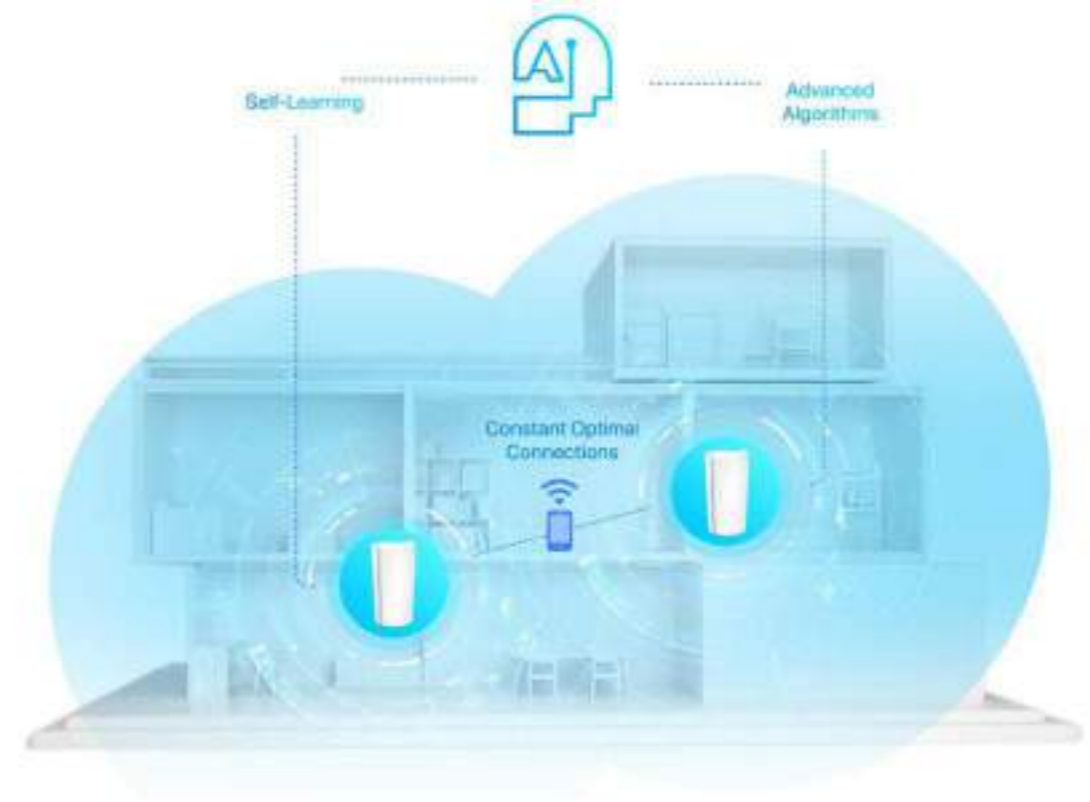 AI
Self-Learning
Advanced
Algorithms
Constant Optimal
Connections